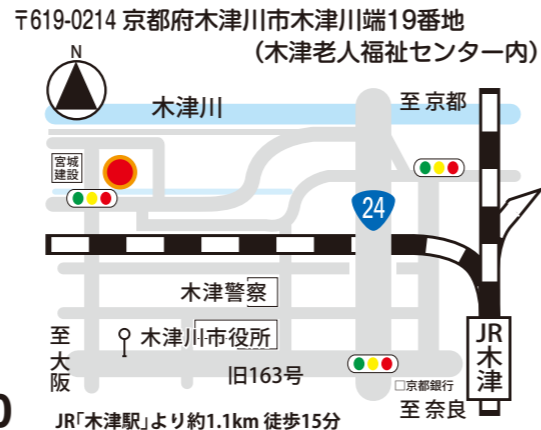 〒619-0214 京都府木津川市木津川端19番地
(木津老人福祉センター内)
N
木津川
至 京都
宮城
建設
24
木津警察
木津川市役所
至大阪
旧163号
JR木津
□京都銀行
至 奈良
0
JR「木津駅」より約1.1km 徒歩15分